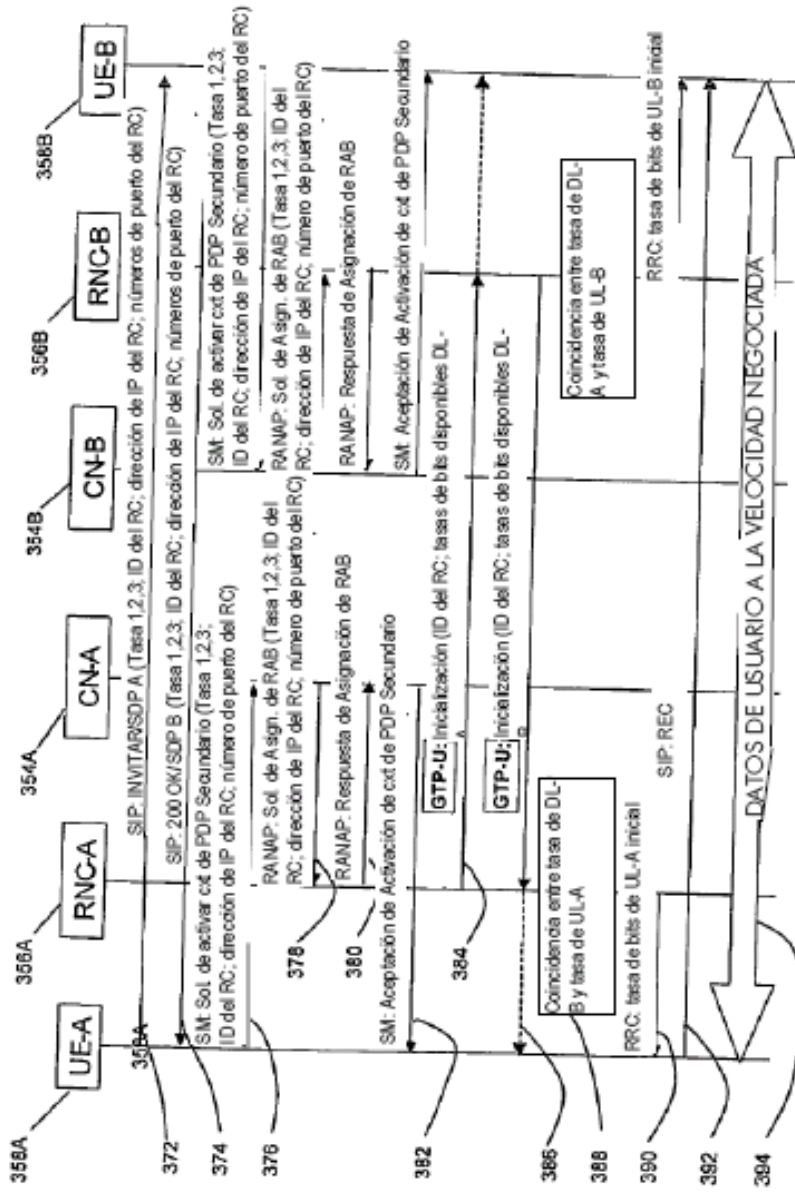 358A
356A
354A
354B
356B
358B
UE-A
RNC-A
CN-A
CN-B
RNC-B
UE-B
358A
372
SIP: INVITAR/SDP A (Tasa 1,2,3; ID del RC; dirección de IP del RC; números de puerto del RC)
374
SIP: 200 OK/SDP B (Tasa 1,2,3; ID del RC; dirección de IP del RC; números de puerto del RC)
376
SM: Sol. de activar cxt de PDP Secundario (Tasa 1,2,3;
ID del RC; dirección de IP del RC; número de puerto del RC)
SM: Sol. de activar cxt de PDP Secundario (Tasa 1,2,3;
ID del RC; dirección de IP del RC; número de puerto del RC)
378
RANAP: Sol. de Asign. de RAB (Tasa 1,2,3; ID del
RC; dirección de IP del RC; número de puerto del RC)
RANAP: Sol. de Asign. de RAB (Tasa 1,2,3; ID del
RC; dirección de IP del RC; número de puerto del RC)
380
RANAP: Respuesta de Asignación de RAB
RANAP: Respuesta de Asignación de RAB
382
SM: Aceptación de Activación de cxt de PDP Secundario
SM: Aceptación de Activación de cxt de PDP Secundario
384
GTP-U: Inicialización (ID del RC; tasas de bits disponibles DL-
386
GTP-U: Inicialización (ID del RC; tasas de bits disponibles DL-
388
Coincidencia entre tasa de DL-
B y tasa de UL-A
Coincidencia entre tasa de DL-
A y tasa de UL-B
390
RRC: tasa de bits de UL-A inicial
RRC: tasa de bits de UL-B inicial
392
SIP: REC
394
DATOS DE USUARIO A LA VELOCIDAD NEGOCIADA